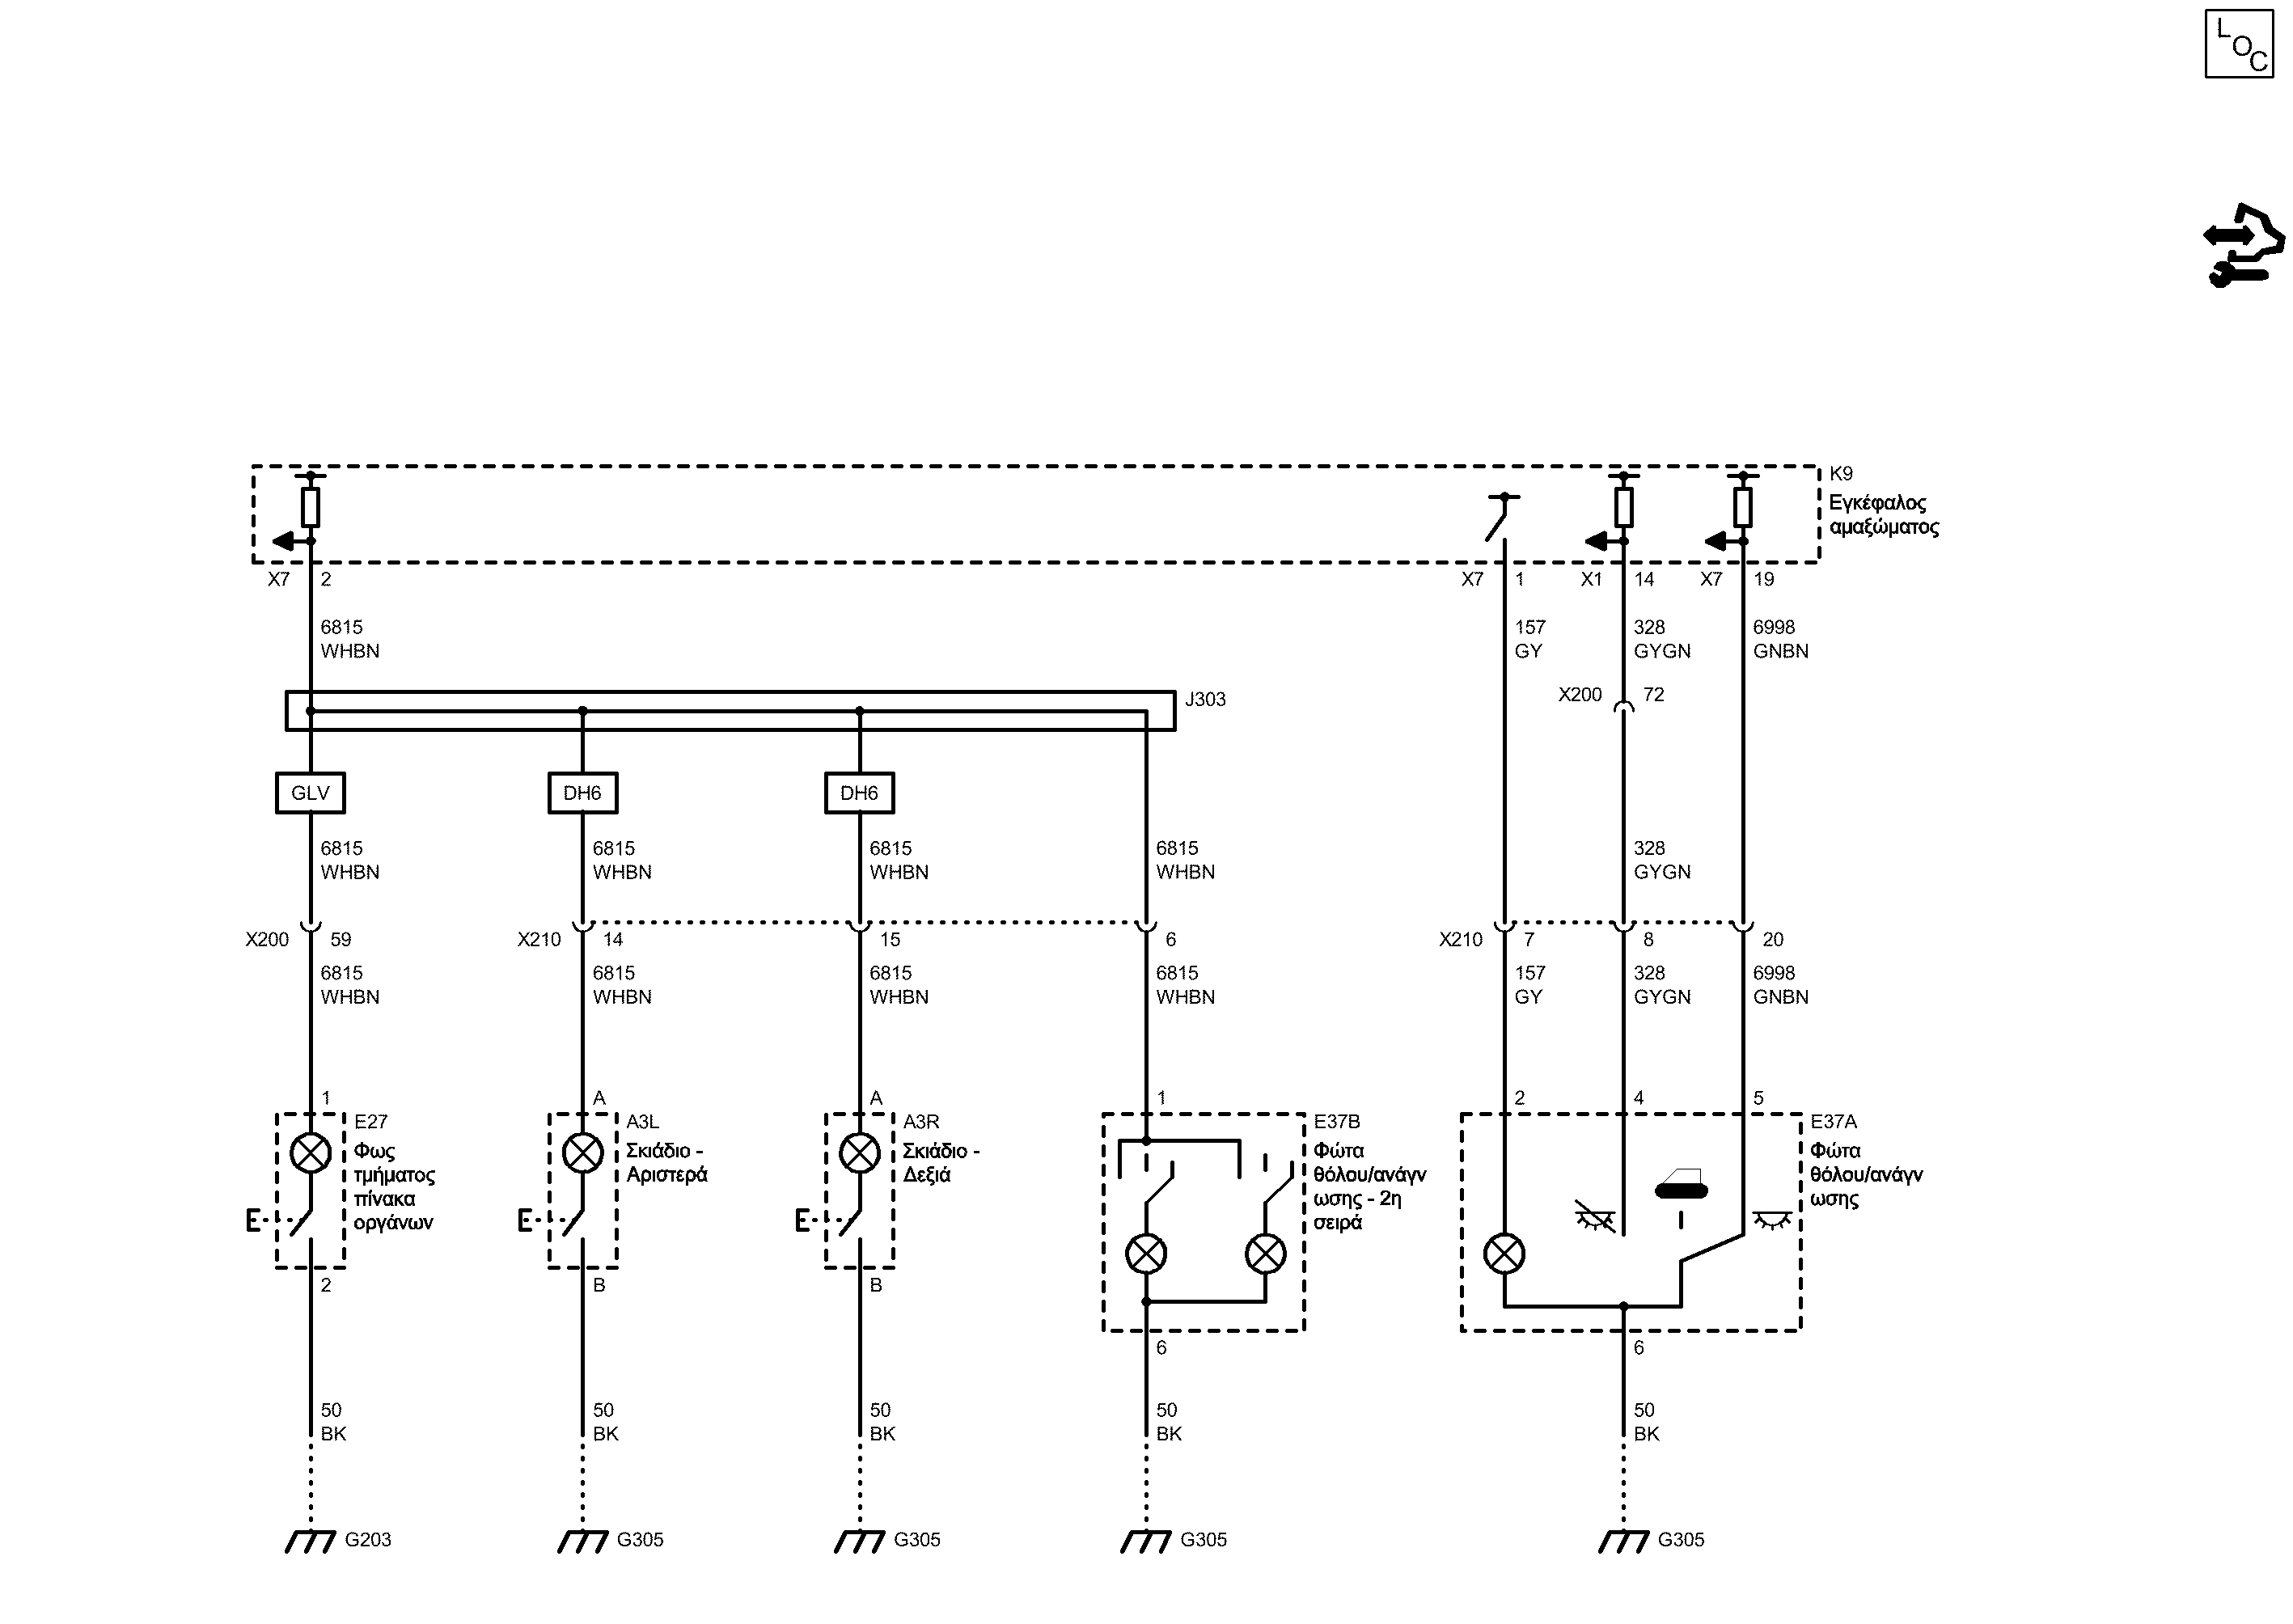 L
O
C
K9
Εγκέφαλος
αμαξώματος
X7 2
X7 1
X1 14
X7 19
6815
WHBN
157
GY
328
GYGN
6998
GNBN
X200 72
J303
GLV
DH6
DH6
6815
WHBN
6815
WHBN
6815
WHBN
6815
WHBN
328
GYGN
X200 59
X210 14
15
6
X210 7
8
20
6815
WHBN
6815
WHBN
6815
WHBN
6815
WHBN
157
GY
328
GYGN
6998
GNBN
1
A
A
1
2
4
5
E27
Φως
τμήματος
πίνακα
οργάνων
A3L
Σκιάδιο -
Αριστερά
A3R
Σκιάδιο -
Δεξιά
E37B
Φώτα
θόλου/ανάγν
ωσης - 2η
σειρά
E37A
Φώτα
θόλου/ανάγν
ωσης
2
B
B
6
6
50
BK
50
BK
50
BK
50
BK
50
BK
G203
G305
G305
G305
G305